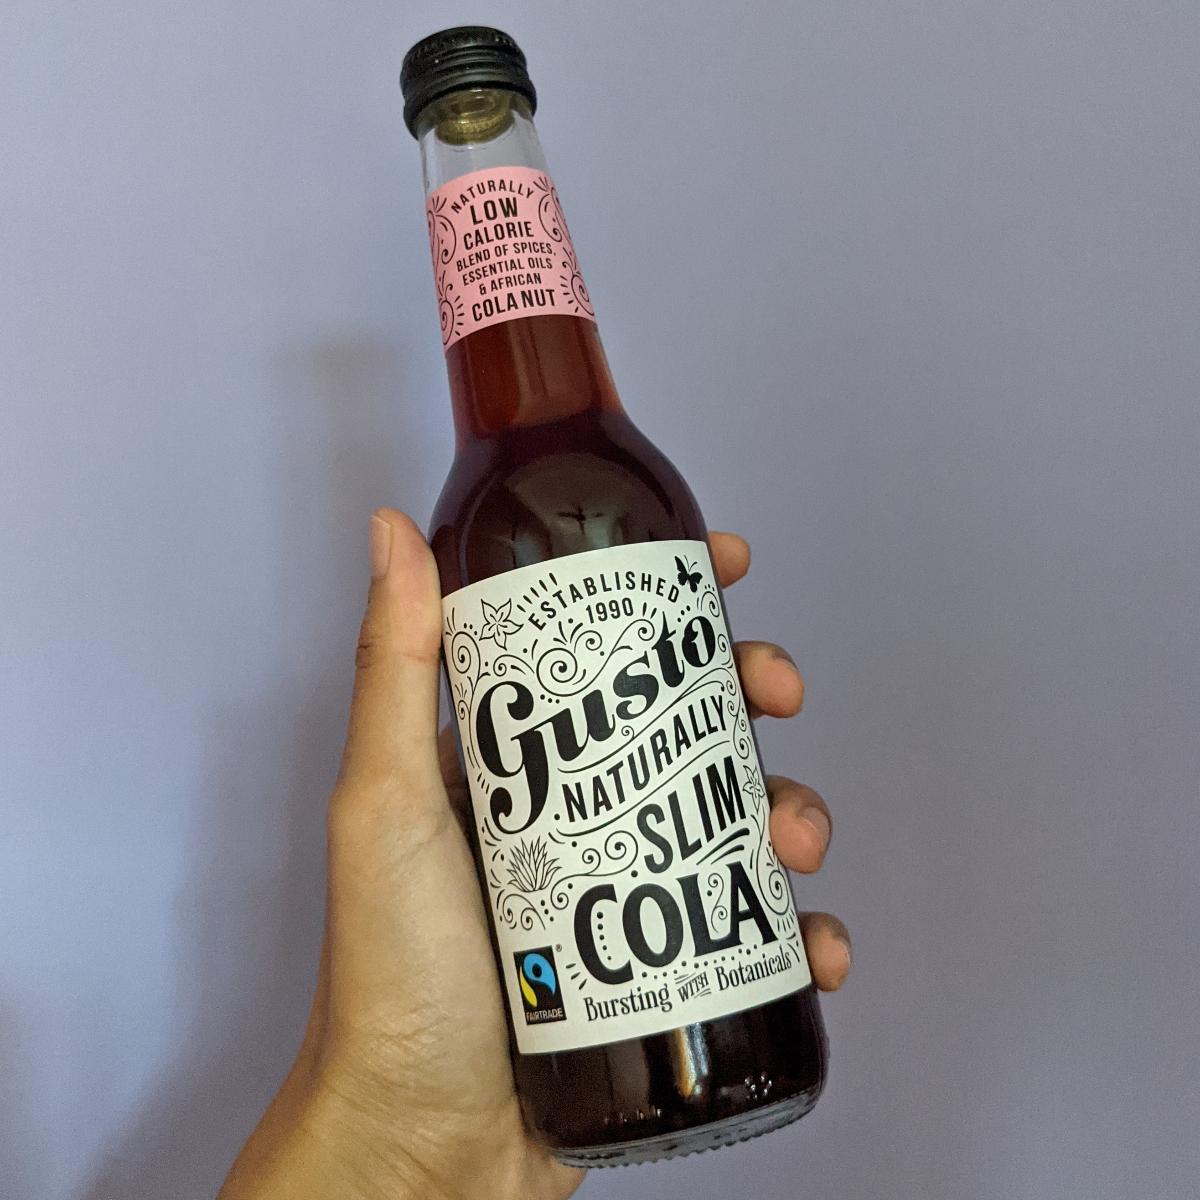 NATURALLY
LOW
CALORIE
BLEND OF SPICES,
ESSENTIAL OILS
& AFRICAN
COLA NUT
ESTABLISHED
1990
Gusto
NATURALLY
SLIM
COLA
Bursting WITH Botanicals
®
FAIRTRADE